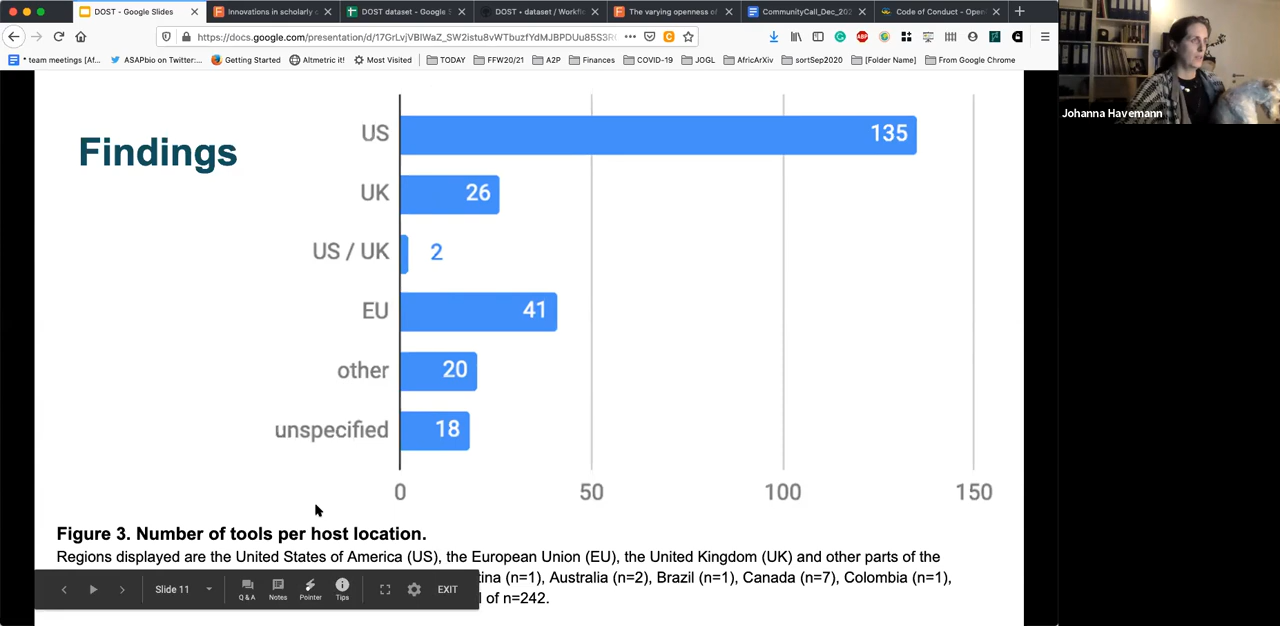 DOST - Google Slides
Innovations in scholarly c
DOST dataset - Google S
DOST • dataset / Workfl
The varying openness of
CommunityCall_Dec_202
Code of Conduct - Open
https://docs.google.com/presentation/d/17GrLvjVBIWaZ_SW2istu8vWTbuzfYdMJBPDUu85S3R
* team meetings [Af...
ASAPbio on Twitter:...
Getting Started
Altmetric it!
Most Visited
TODAY
FFW20/21
A2P
Finances
COVID-19
JOGL
AfricArXiv
sortSep2020
[Folder Name]
From Google Chrome
Johanna Havemann
Findings
US 135
UK 26
US / UK 2
EU 41
other 20
unspecified 18
0 50 100 150
Figure 3. Number of tools per host location.
Regions displayed are the United States of America (US), the European Union (EU), the United Kingdom (UK) and other parts of the
tina (n=1), Australia (n=2), Brazil (n=1), Canada (n=7), Colombia (n=1),
l of n=242.
Slide 11
Q & A
Notes
Pointer
Tips
EXIT